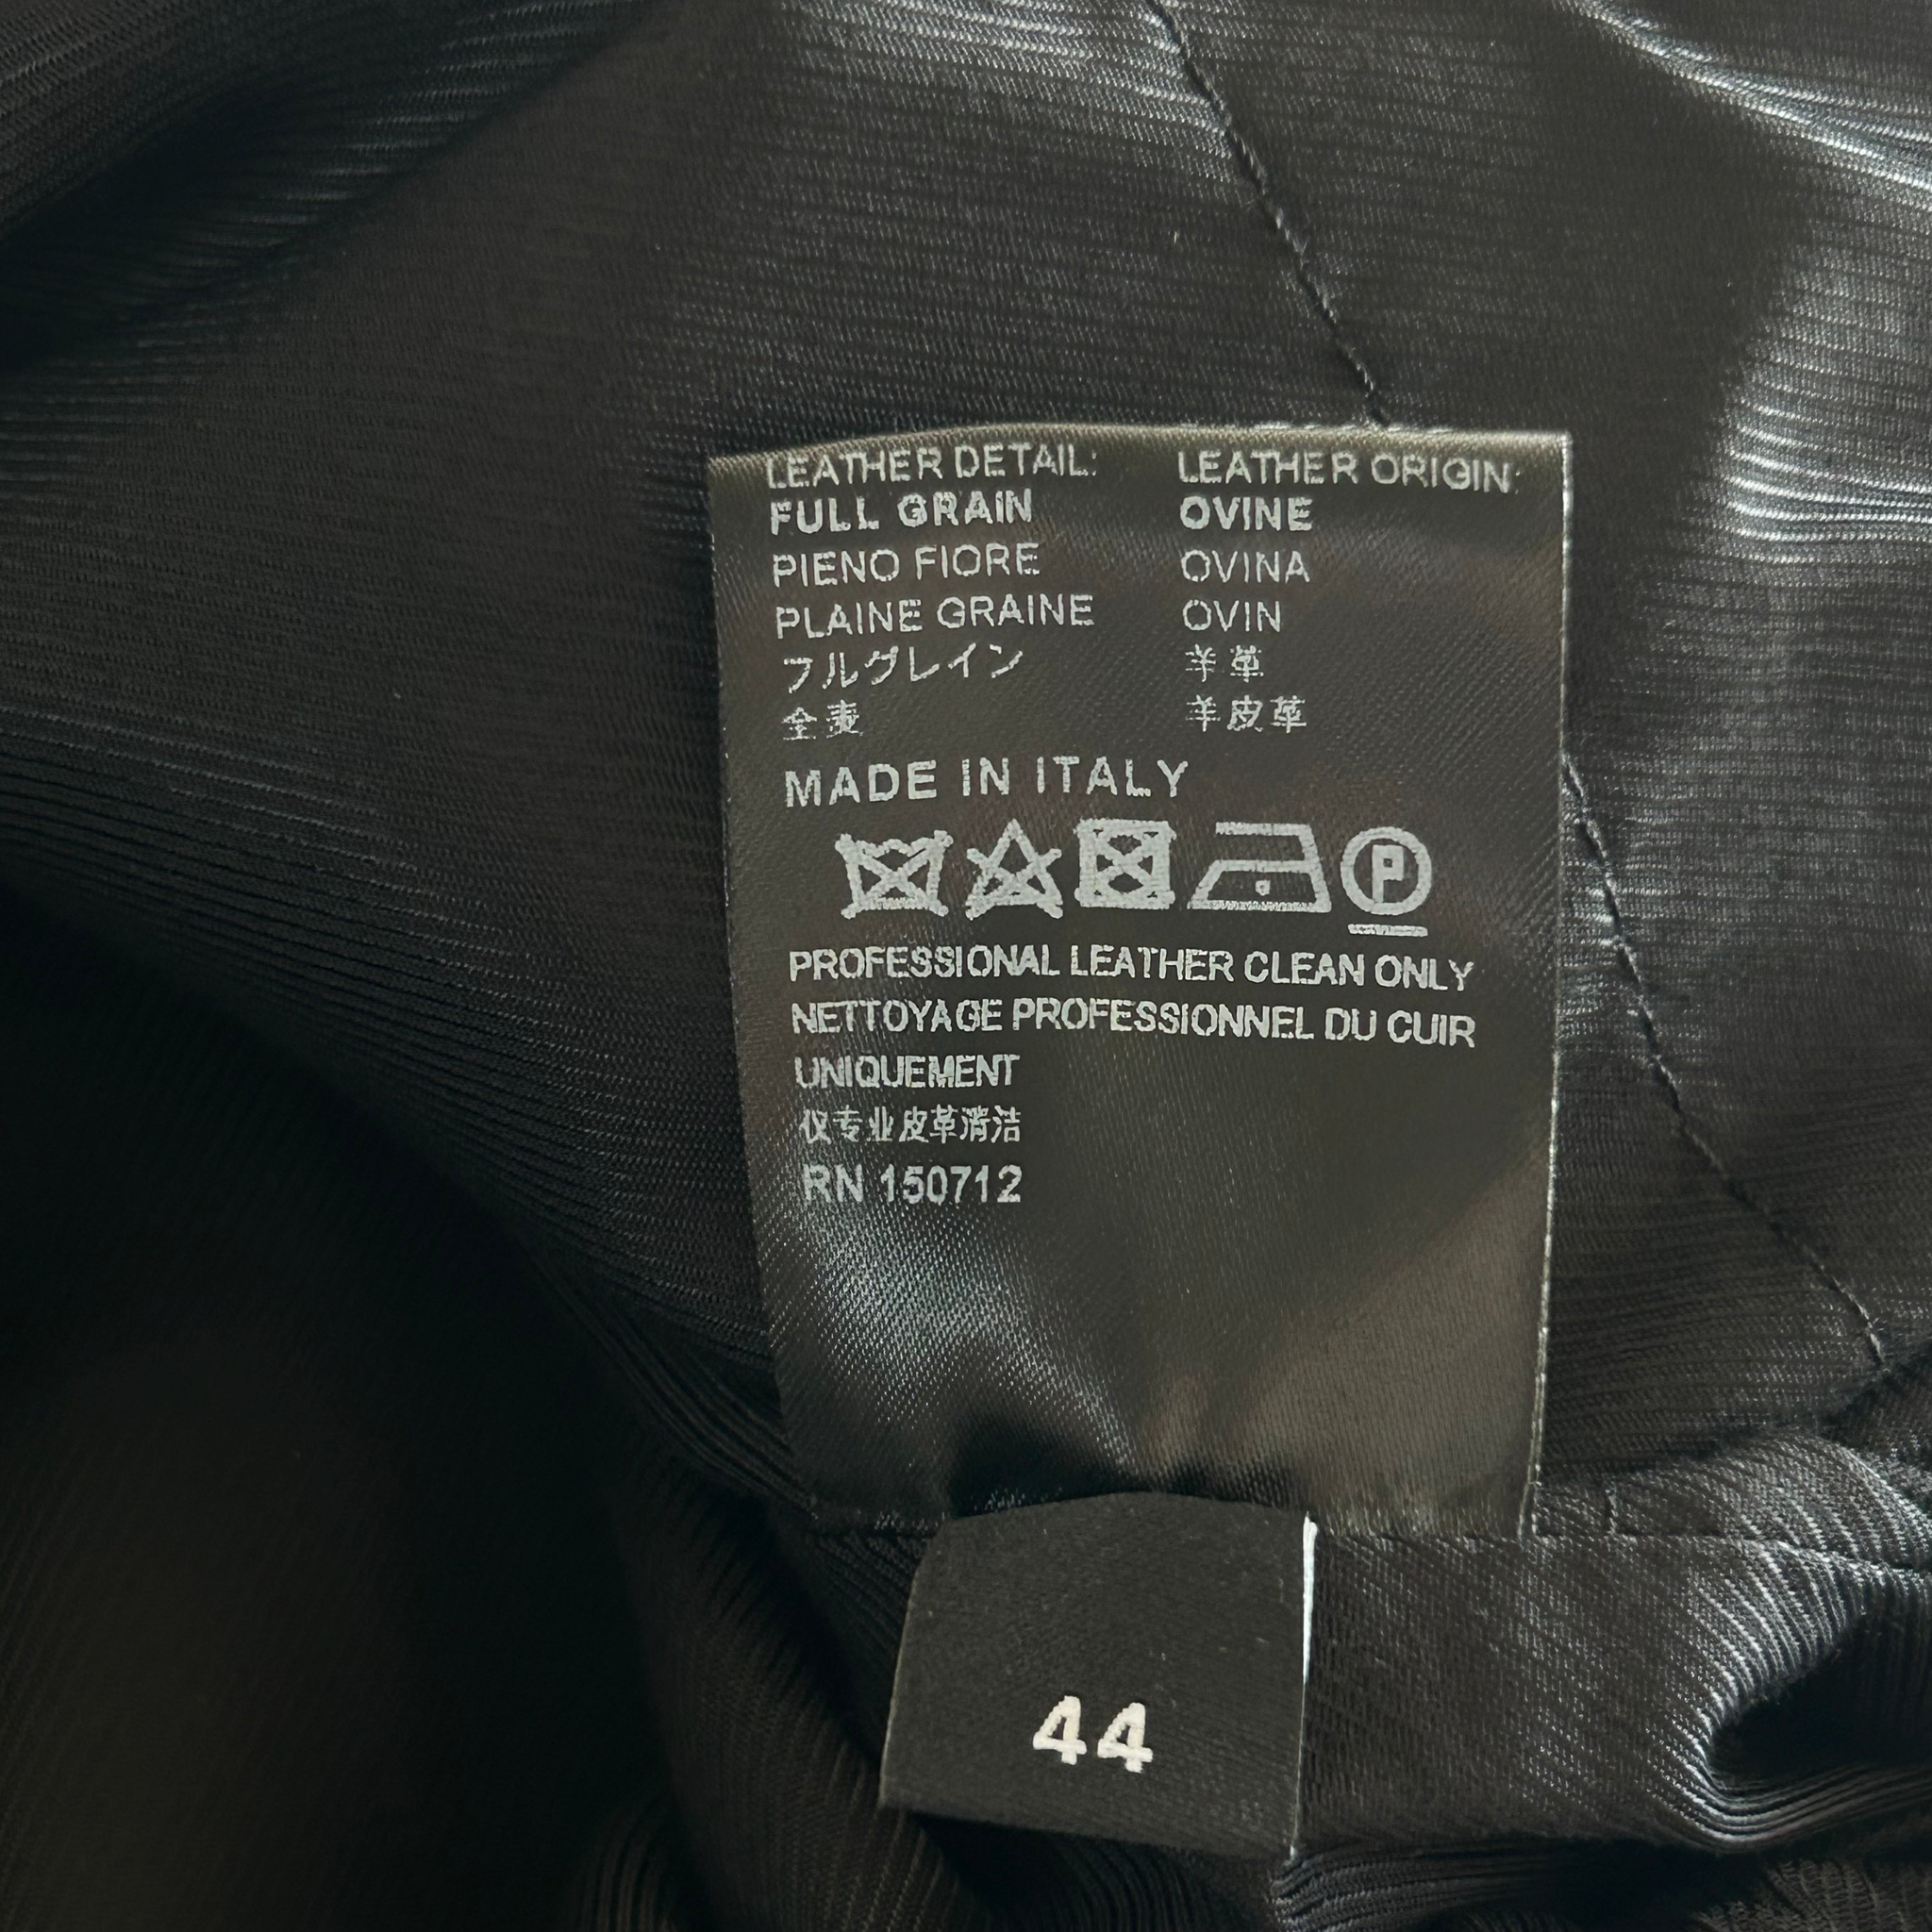 LEATHER DETAIL: LEATHER ORIGIN:
FULL GRAIN OVINE
PIENO FIORE OVINA
PLAINE GRAINE OVIN
フルグレイン 羊革
羊皮革
MADE IN ITALY
P
PROFESSIONAL LEATHER CLEAN ONLY
NETTOYAGE PROFESSIONNEL DU CUIR
UNIQUEMENT
仅专业皮革清洁
RN 150712
44